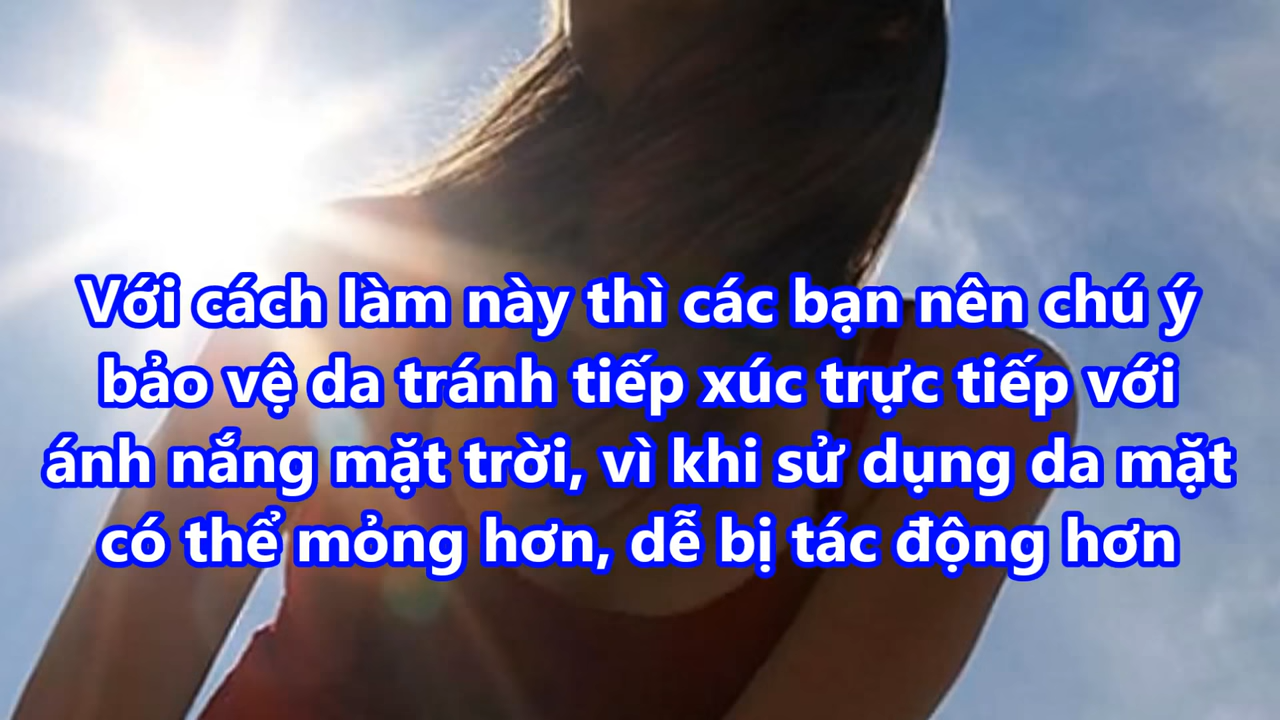 Với cách làm này thì các bạn nên chú ý
bảo vệ da tránh tiếp xúc trực tiếp với
ánh nắng mặt trời, vì khi sử dụng da mặt
có thể mỏng hơn, dễ bị tác động hơn